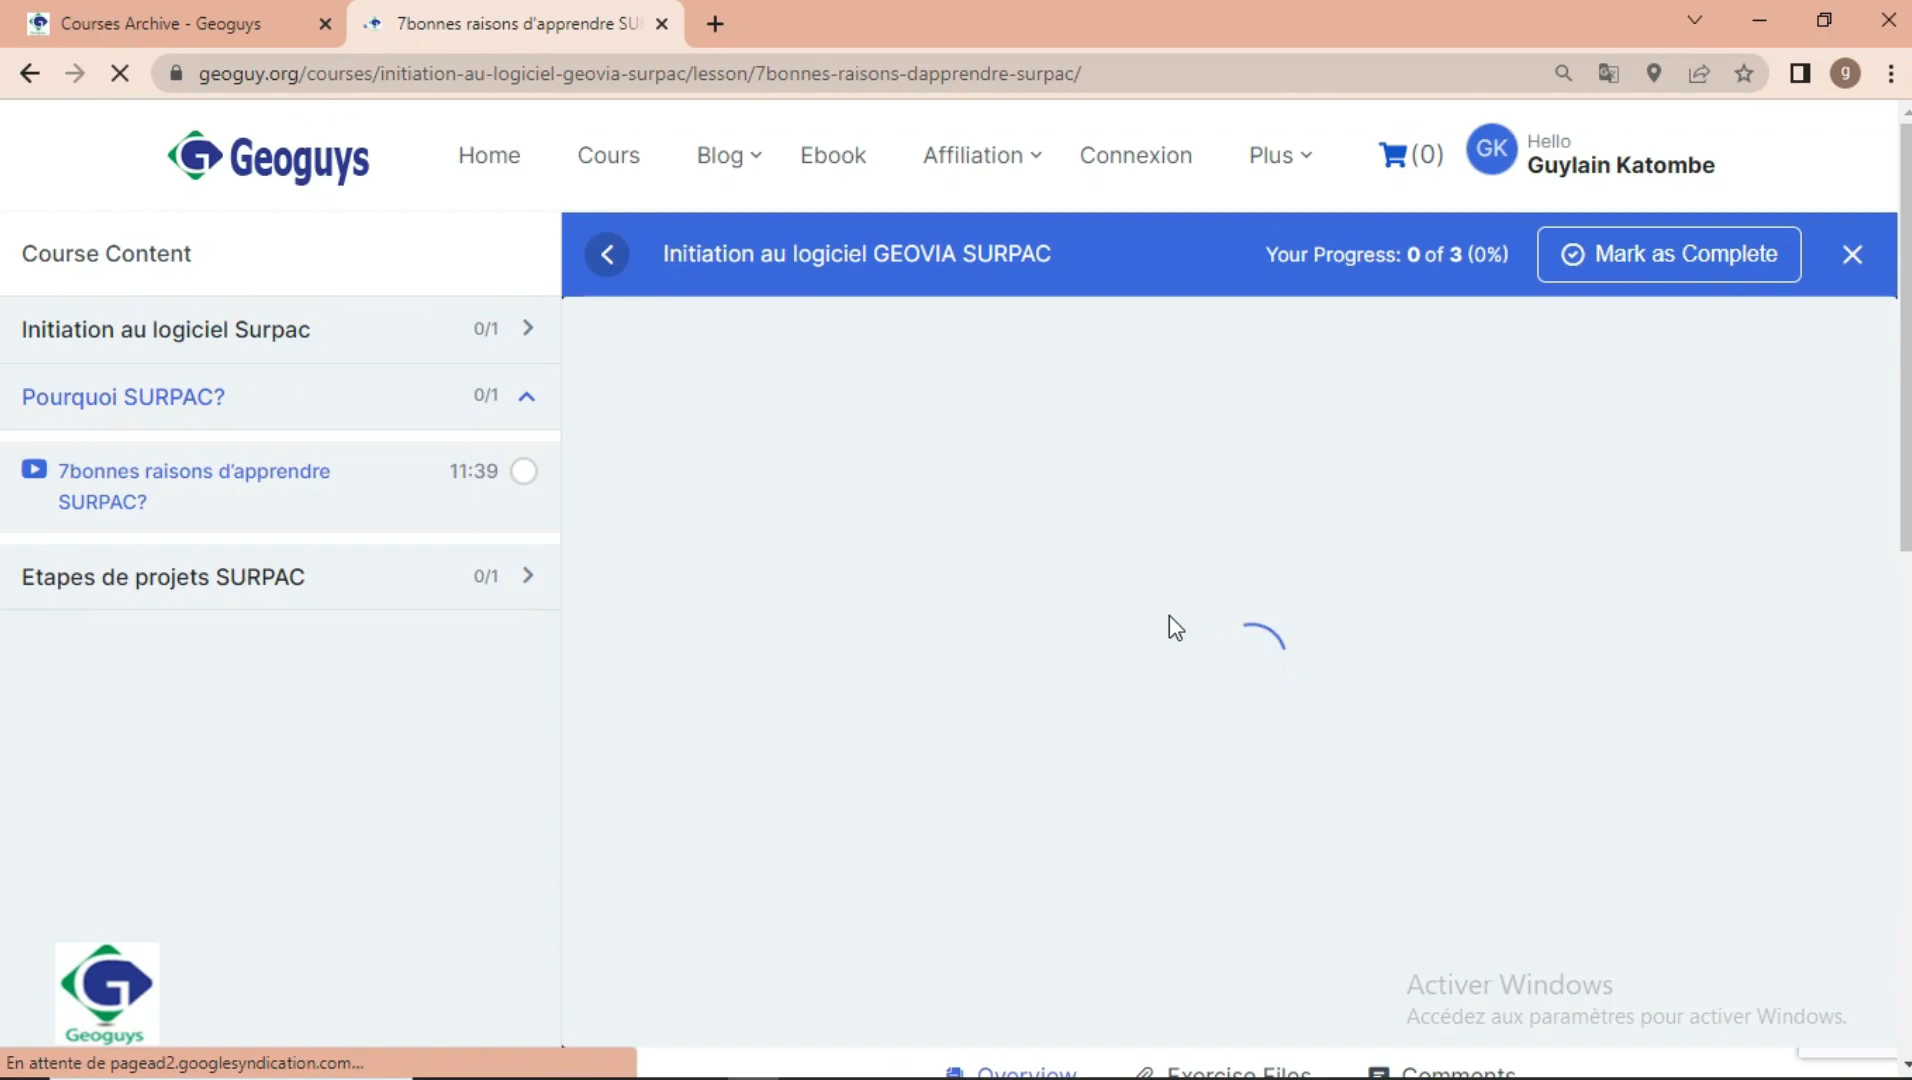 Courses Archive - Geoguys
7bonnes raisons d'apprendre SU
geoguy.org/courses/initiation-au-logiciel-geovia-surpac/lesson/7bonnes-raisons-dapprendre-surpac/
g
Geoguys
Home
Cours
Blog
Ebook
Affiliation
Connexion
Plus
(0)
GK
Hello
Guylain Katombe
Course Content
Initiation au logiciel GEOVIA SURPAC
Your Progress: 0 of 3 (0%)
Mark as Complete
Initiation au logiciel Surpac 0/1
Pourquoi SURPAC? 0/1
7bonnes raisons d’apprendre 11:39
SURPAC?
Etapes de projets SURPAC 0/1
Geoguys
Activer Windows
Accédez aux paramètres pour activer Windows.
En attente de pagead2.googlesyndication.com...
Overview
Exercise Files
Comments